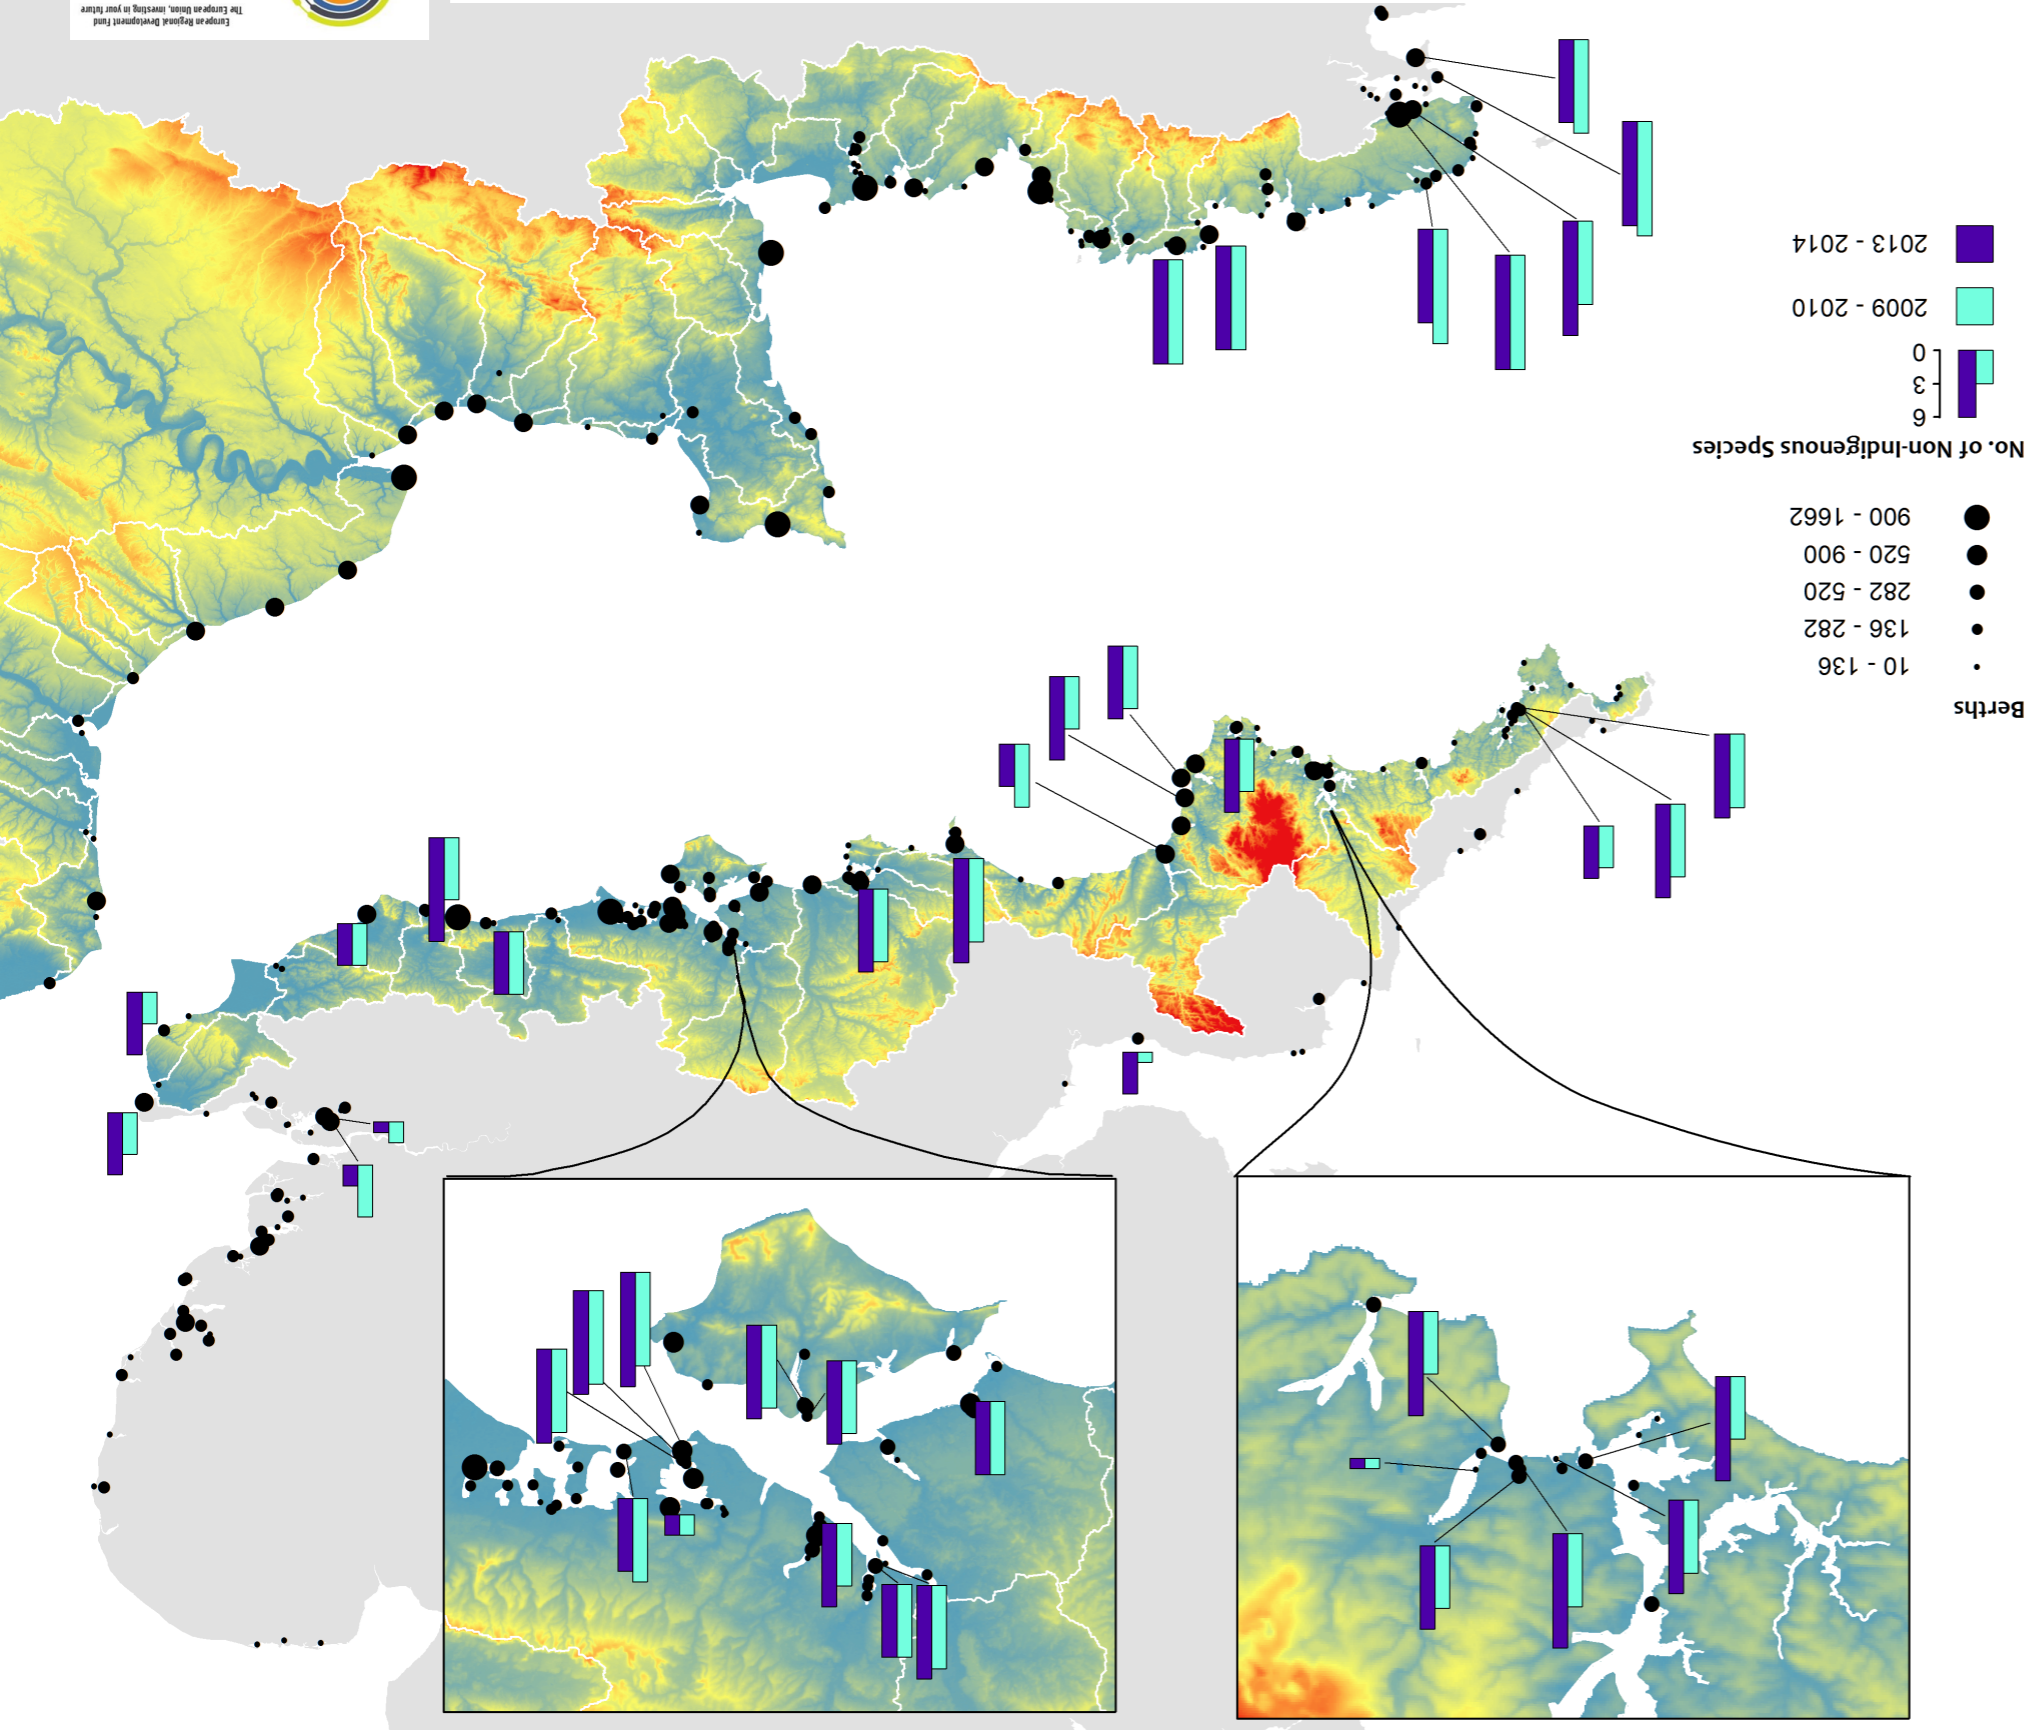 Berths
10 - 136
136 - 282
282 - 520
520 - 900
900 - 1662
No. of Non-Indigenous Species
6
3
0
2009 - 2010
2013 - 2014
European Regional Development Fund
The European Union, investing in your future